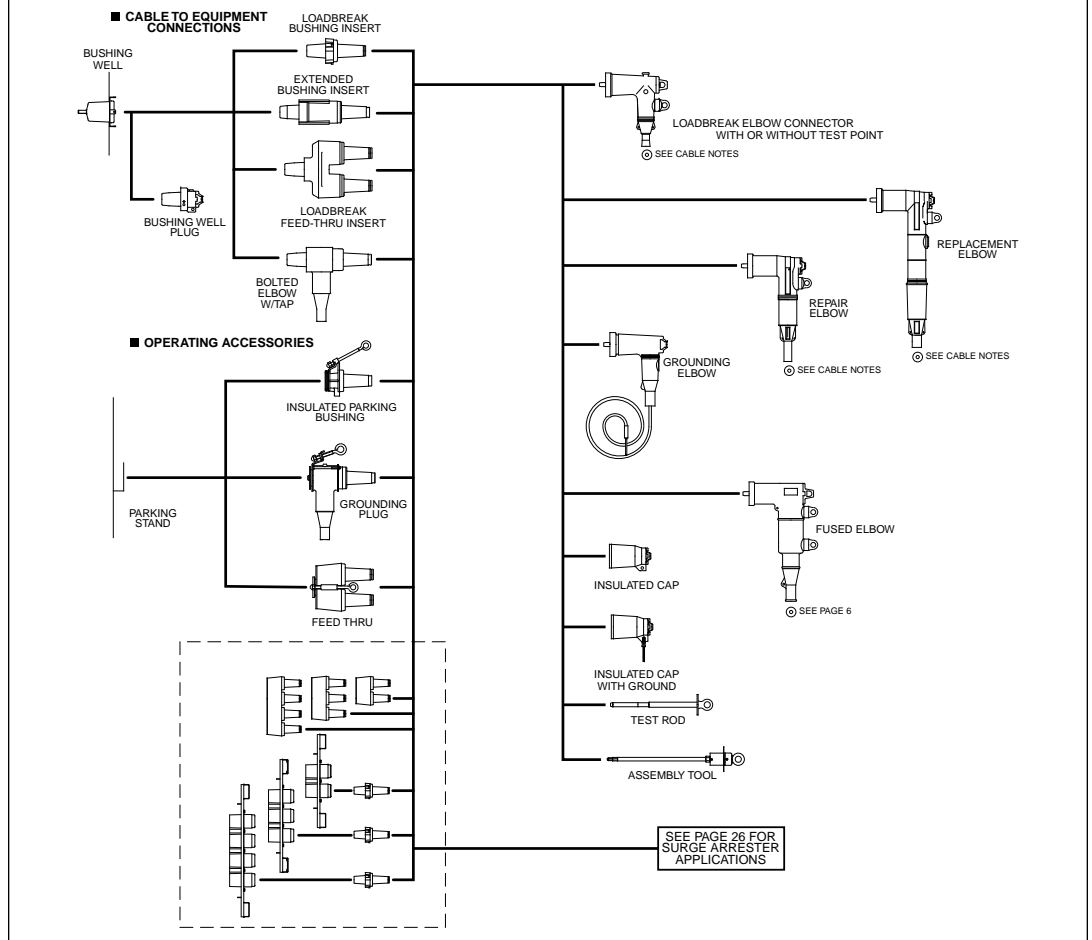 ■ CABLE TO EQUIPMENT
CONNECTIONS
BUSHING
WELL
LOADBREAK
BUSHING INSERT
EXTENDED
BUSHING INSERT
BUSHING WELL
PLUG
LOADBREAK
FEED-THRU INSERT
BOLTED
ELBOW
W/TAP
■ OPERATING ACCESSORIES
INSULATED PARKING
BUSHING
PARKING
STAND
GROUNDING
PLUG
FEED THRU
LOADBREAK ELBOW CONNECTOR
WITH OR WITHOUT TEST POINT
SEE CABLE NOTES
REPLACEMENT
ELBOW
SEE CABLE NOTES
REPAIR
ELBOW
SEE CABLE NOTES
GROUNDING
ELBOW
FUSED ELBOW
SEE PAGE 6
INSULATED CAP
INSULATED CAP
WITH GROUND
TEST ROD
ASSEMBLY TOOL
SEE PAGE 26 FOR
SURGE ARRESTER
APPLICATIONS